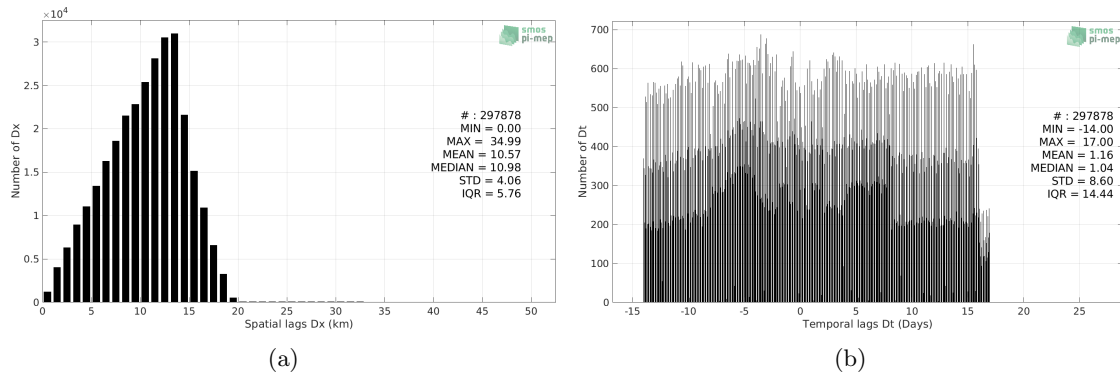 ×10⁴
3
2.5
2
1.5
1
0.5
0
Number of Dx
0 5 10 15 20 25 30 35 40 45 50
Spatial lags Dx (km)
smos
pi-mep
# : 297878
MIN = 0.00
MAX = 34.99
MEAN = 10.57
MEDIAN = 10.98
STD = 4.06
IQR = 5.76
(a)
700
600
500
400
300
200
100
0
Number of Dt
-15 -10 -5 0 5 10 15 20 25
Temporal lags Dt (Days)
smos
pi-mep
# : 297878
MIN = -14.00
MAX = 17.00
MEAN = 1.16
MEDIAN = 1.04
STD = 8.60
IQR = 14.44
(b)